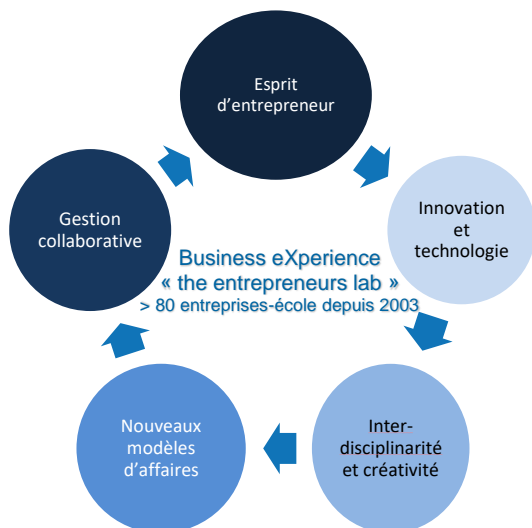 Esprit
d'entrepreneur
Innovation
et
technologie
Gestion
collaborative
Business eXperience
« the entrepreneurs lab »
> 80 entreprises-école depuis 2003
Nouveaux
modèles
d'affaires
Inter-
disciplinarité
et créativité